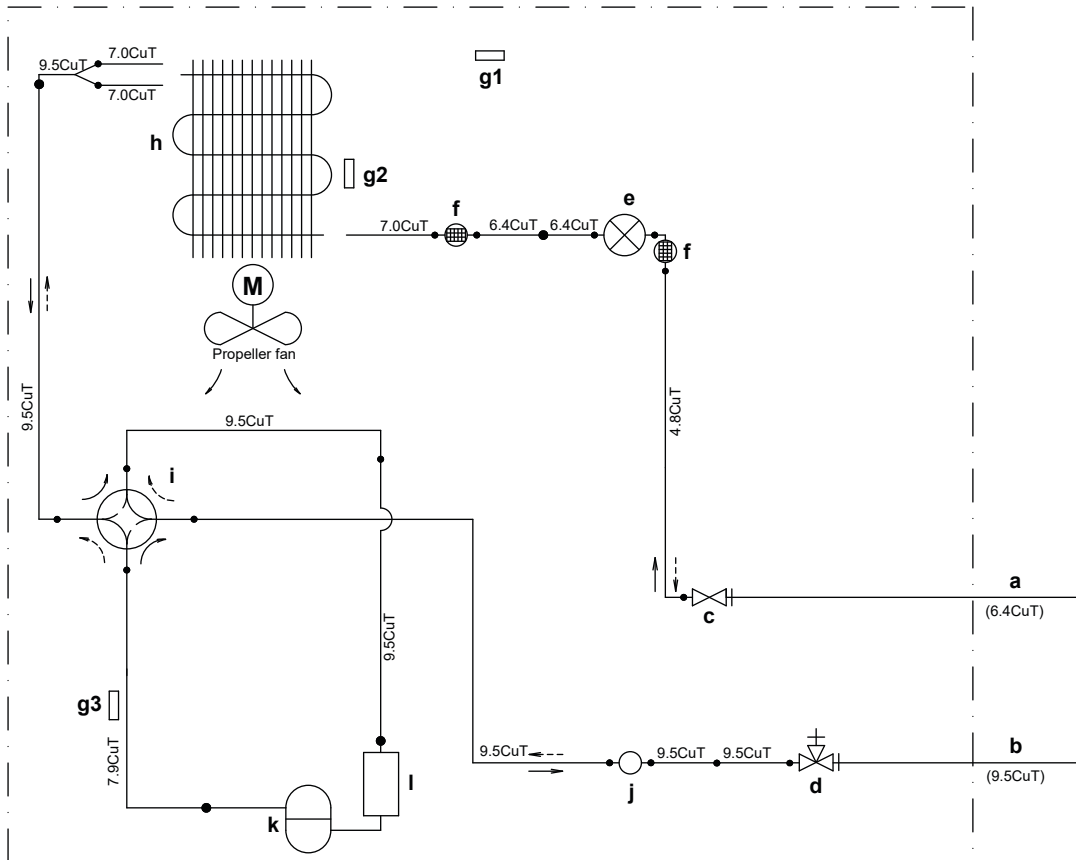 7.0CuT
9.5CuT
7.0CuT
g1
h
g2
f
e
7.0CuT
6.4CuT
6.4CuT
f
M
Propeller fan
9.5CuT
4.8CuT
9.5CuT
i
a
c
(6.4CuT)
9.5CuT
g3
7.9CuT
9.5CuT
9.5CuT
9.5CuT
b
j
d
(9.5CuT)
l
k